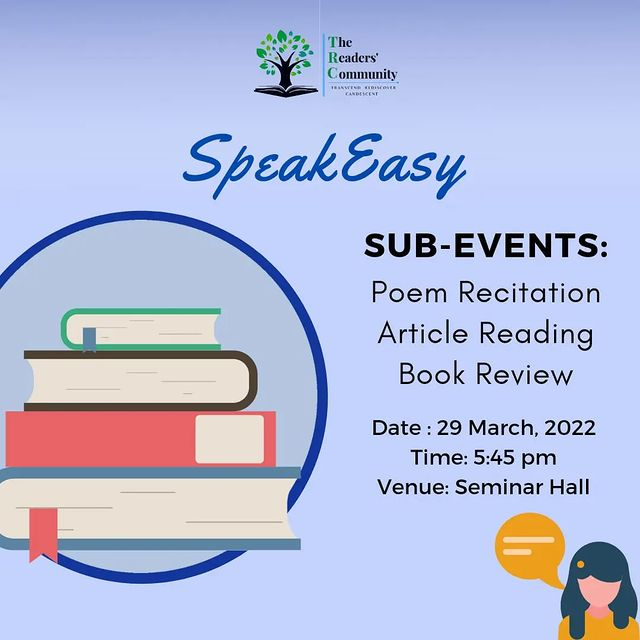 The
Readers'
Community
TRANSCEND REDISCOVER
CANDESCENT
SpeakEasy
SUB-EVENTS:
Poem Recitation
Article Reading
Book Review
Date : 29 March, 2022
Time: 5:45 pm
Venue: Seminar Hall